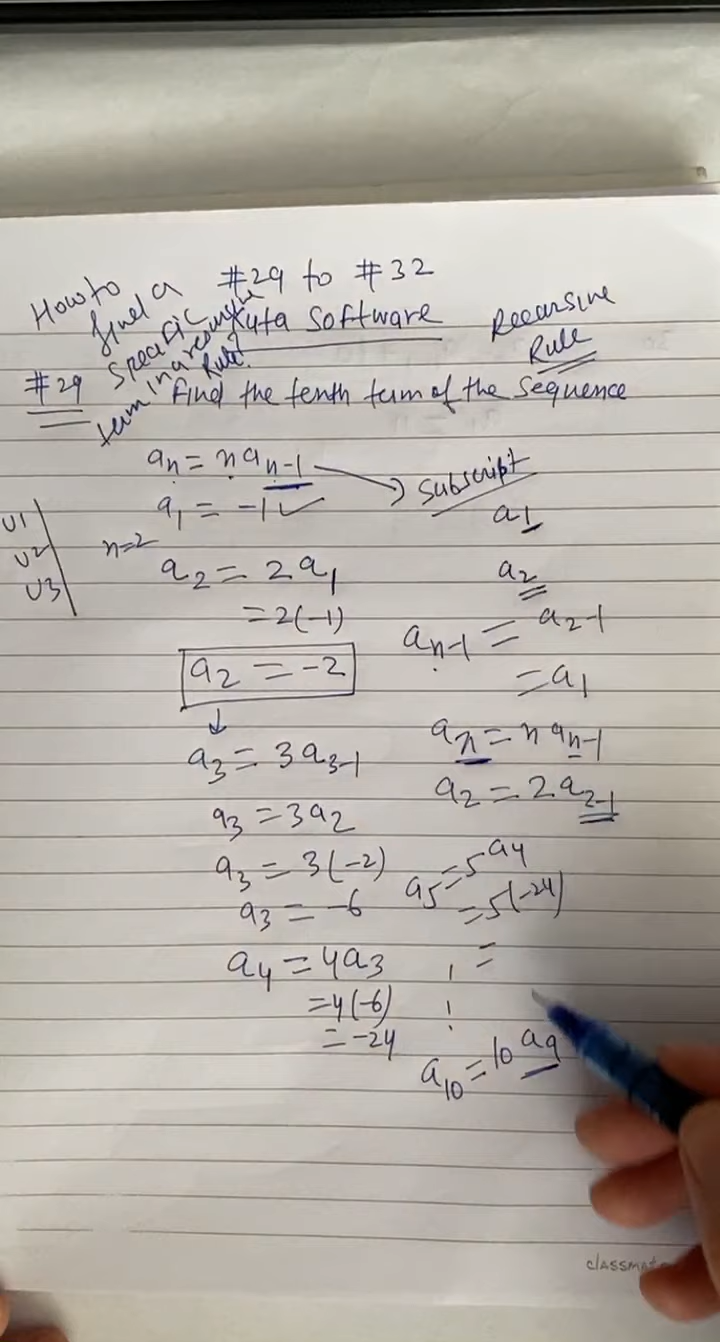 How to
find a
Specific
term in a
Rule.
#29 to #32
Kuta Software
Recursive
Rule
#29
Find the tenth term of the sequence
aₙ = n aₙ₋₁
Subscript
a₁ = -1 ✓
a₁
U1
U2
U3
n=2
a₂ = 2a₁
a₂
= 2(-1)
aₙ₋₁ = a₂₋₁
a₂ = -2
= a₁
↓
a₃ = 3a₃₋₁
aₙ = n aₙ₋₁
a₃ = 3a₂
a₂ = 2a₂₋₁
a₃ = 3(-2)
a₅ = 5a₄
a₃ = -6
= 5(-24)
a₄ = 4a₃
=
= 4(-6)
= -24
a₁₀ = 10 a₉
classmat